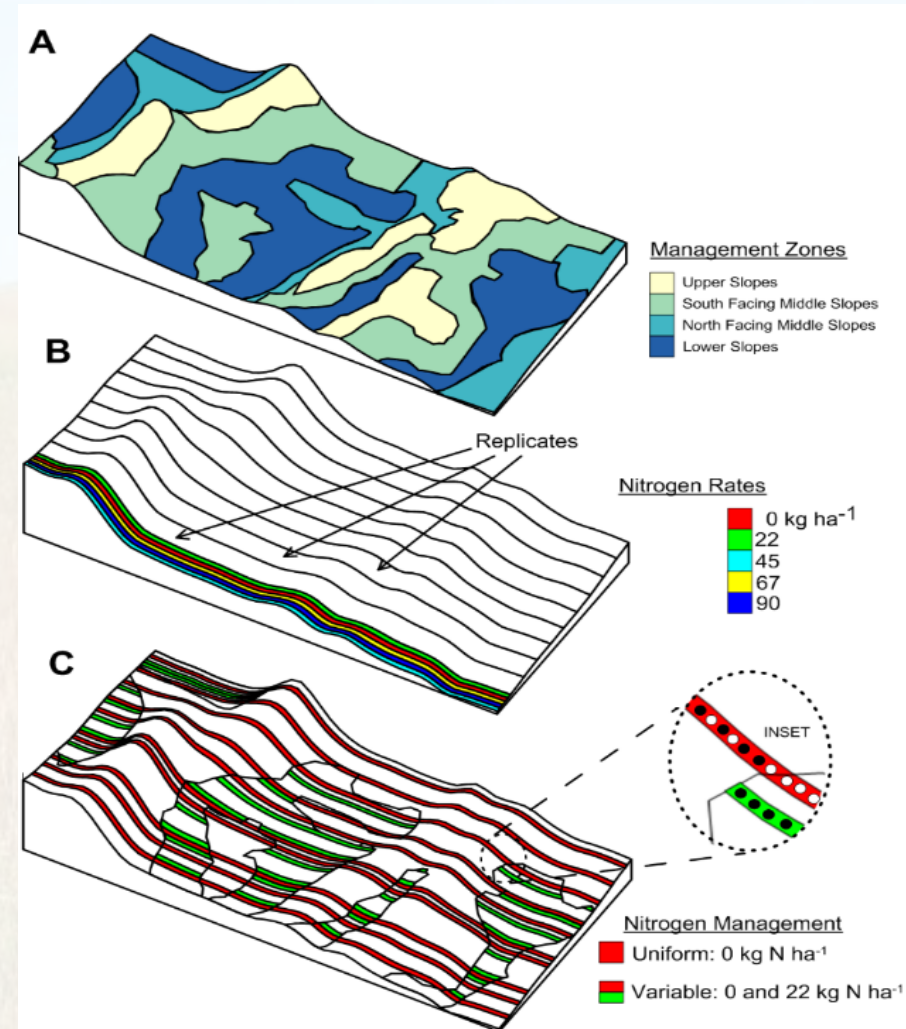 A
Management Zones
Upper Slopes
South Facing Middle Slopes
North Facing Middle Slopes
Lower Slopes
B
Replicates
Nitrogen Rates
0 kg ha⁻¹
22
45
67
90
C
INSET
Nitrogen Management
Uniform: 0 kg N ha⁻¹
Variable: 0 and 22 kg N ha⁻¹